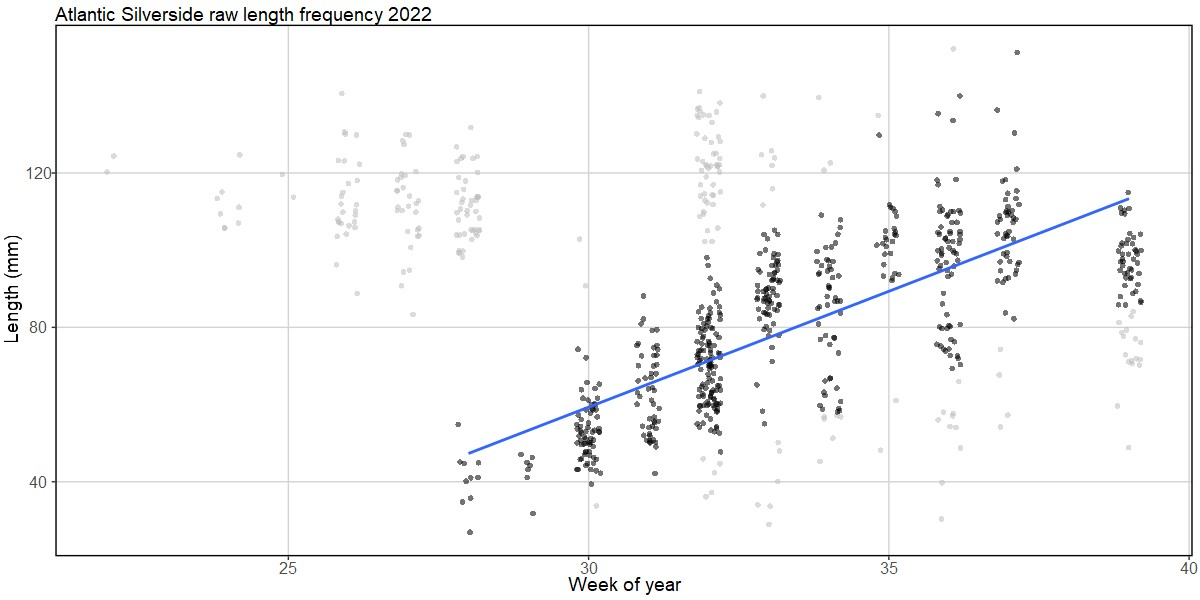 Atlantic Silverside raw length frequency 2022
120
80
40
Length (mm)
25
30
35
40
Week of year